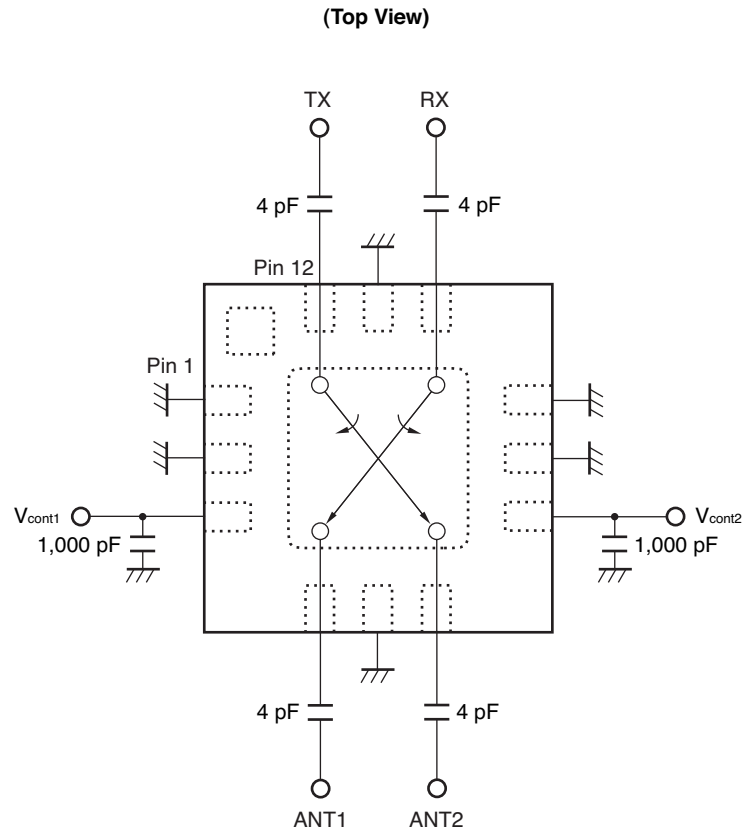 (Top View)
TX
RX
4 pF
4 pF
Pin 12
Pin 1
Vcont1
Vcont2
1,000 pF
1,000 pF
4 pF
4 pF
ANT1
ANT2